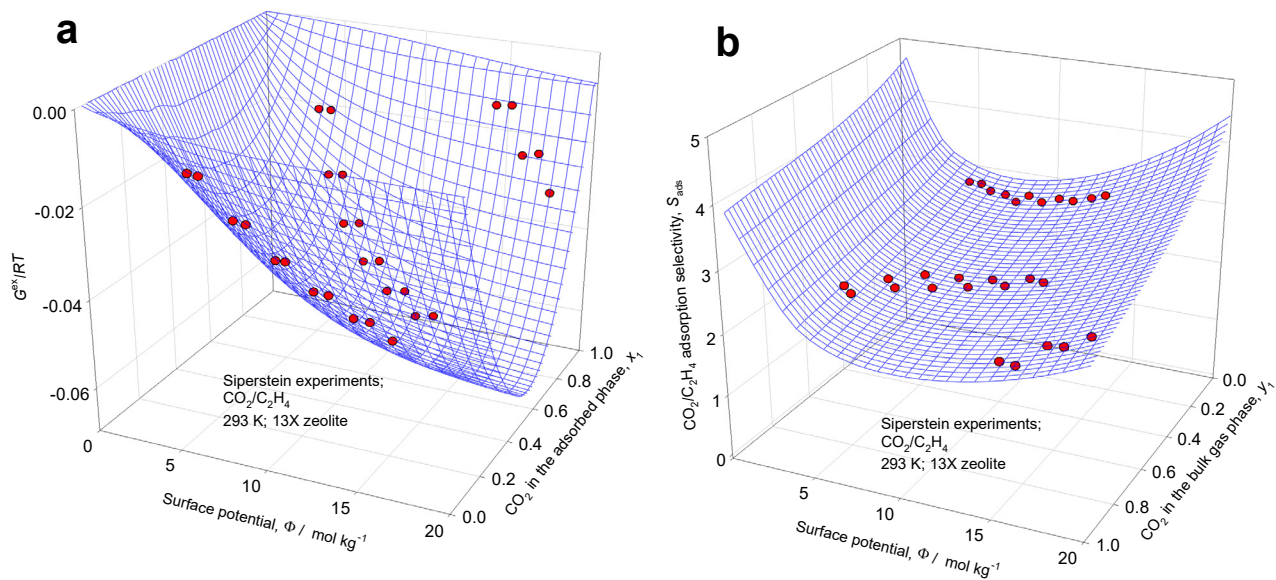 a
0.00
-0.02
-0.04
-0.06
G^ex/RT
0
5
10
15
20
Surface potential, Φ / mol kg⁻¹
0.0
0.2
0.4
0.6
0.8
1.0
CO₂ in the adsorbed phase, x₁
Siperstein experiments;
CO₂/C₂H₄
293 K; 13X zeolite
b
5
4
3
2
1
0
CO₂/C₂H₄ adsorption selectivity, S_ads
5
10
15
20
Surface potential, Φ / mol kg⁻¹
0.0
0.2
0.4
0.6
0.8
1.0
CO₂ in the bulk gas phase, y₁
Siperstein experiments;
CO₂/C₂H₄
293 K; 13X zeolite